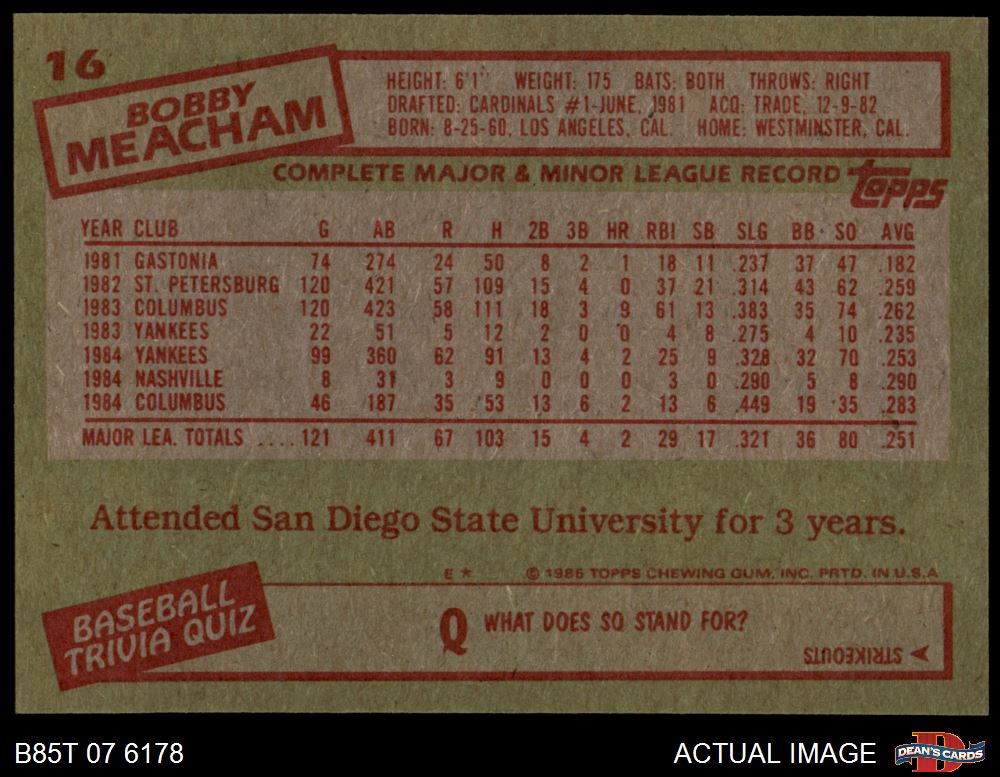 16
BOBBY
MEACHAM
HEIGHT: 6'1" WEIGHT: 175 BATS: BOTH THROWS: RIGHT
DRAFTED: CARDINALS #1-JUNE, 1981 ACQ: TRADE, 12-9-82
BORN: 8-25-60, LOS ANGELES, CAL. HOME: WESTMINSTER, CAL.
COMPLETE MAJOR & MINOR LEAGUE RECORD topps
YEAR CLUB G AB R H 2B 3B HR RBI SB SLG BB SO AVG
1981 GASTONIA 74 274 24 50 8 2 1 18 11 .237 37 47 .182
1982 ST. PETERSBURG 120 421 57 109 15 4 0 37 21 .314 43 62 .259
1983 COLUMBUS 120 423 58 111 18 3 9 61 13 .383 35 74 .262
1983 YANKEES 22 51 5 12 2 0 0 4 8 .275 4 10 .235
1984 YANKEES 99 360 62 91 13 4 2 25 9 .328 32 70 .253
1984 NASHVILLE 8 31 3 9 0 0 0 3 0 .290 5 8 .290
1984 COLUMBUS 46 187 35 53 13 6 2 13 6 .449 19 35 .283
MAJOR LEA. TOTALS .... 121 411 67 103 15 4 2 29 17 .321 36 80 .251
Attended San Diego State University for 3 years.
E * © 1985 TOPPS CHEWING GUM, INC. PRTD. IN U.S.A
BASEBALL
TRIVIA QUIZ
Q WHAT DOES SO STAND FOR?
STRIKEOUTS
B85T 07 6178 ACTUAL IMAGE D DEAN'S CARDS